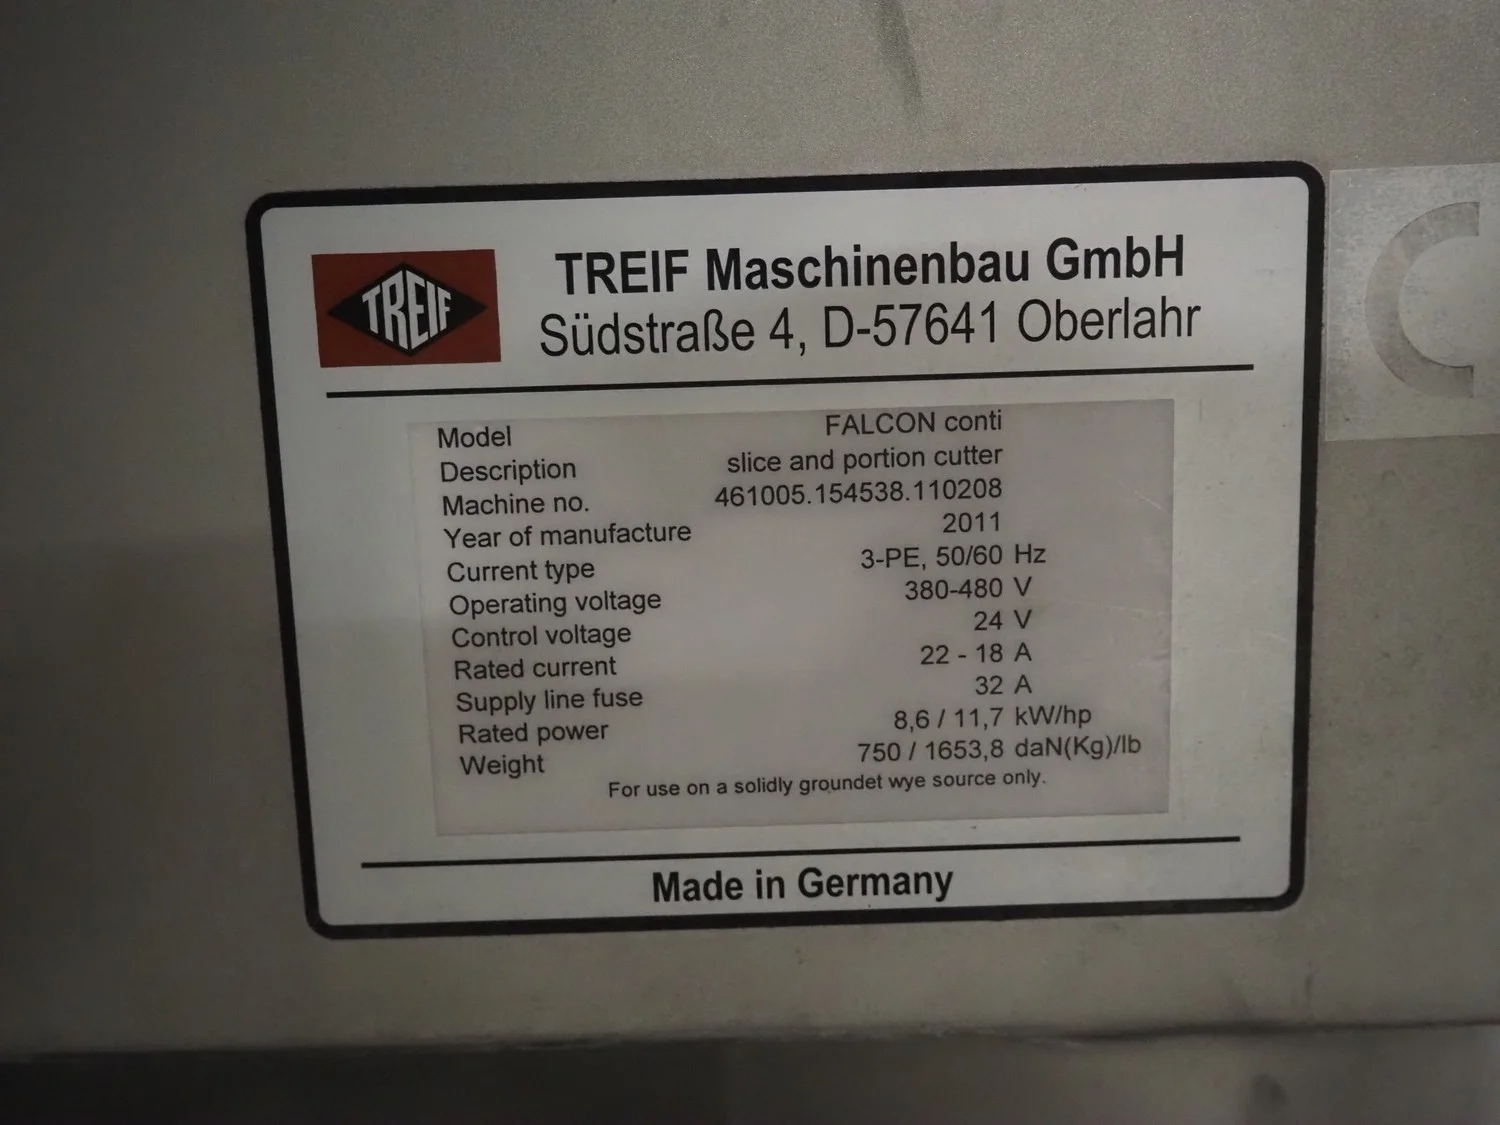 TREIF
TREIF Maschinenbau GmbH
Südstraße 4, D-57641 Oberlahr
Model FALCON conti
Description slice and portion cutter
Machine no. 461005.154538.110208
Year of manufacture 2011
Current type 3-PE, 50/60 Hz
Operating voltage 380-480 V
Control voltage 24 V
Rated current 22 - 18 A
Supply line fuse 32 A
Rated power 8,6 / 11,7 kW/hp
Weight 750 / 1653,8 daN(Kg)/lb
For use on a solidly groundet wye source only.
Made in Germany